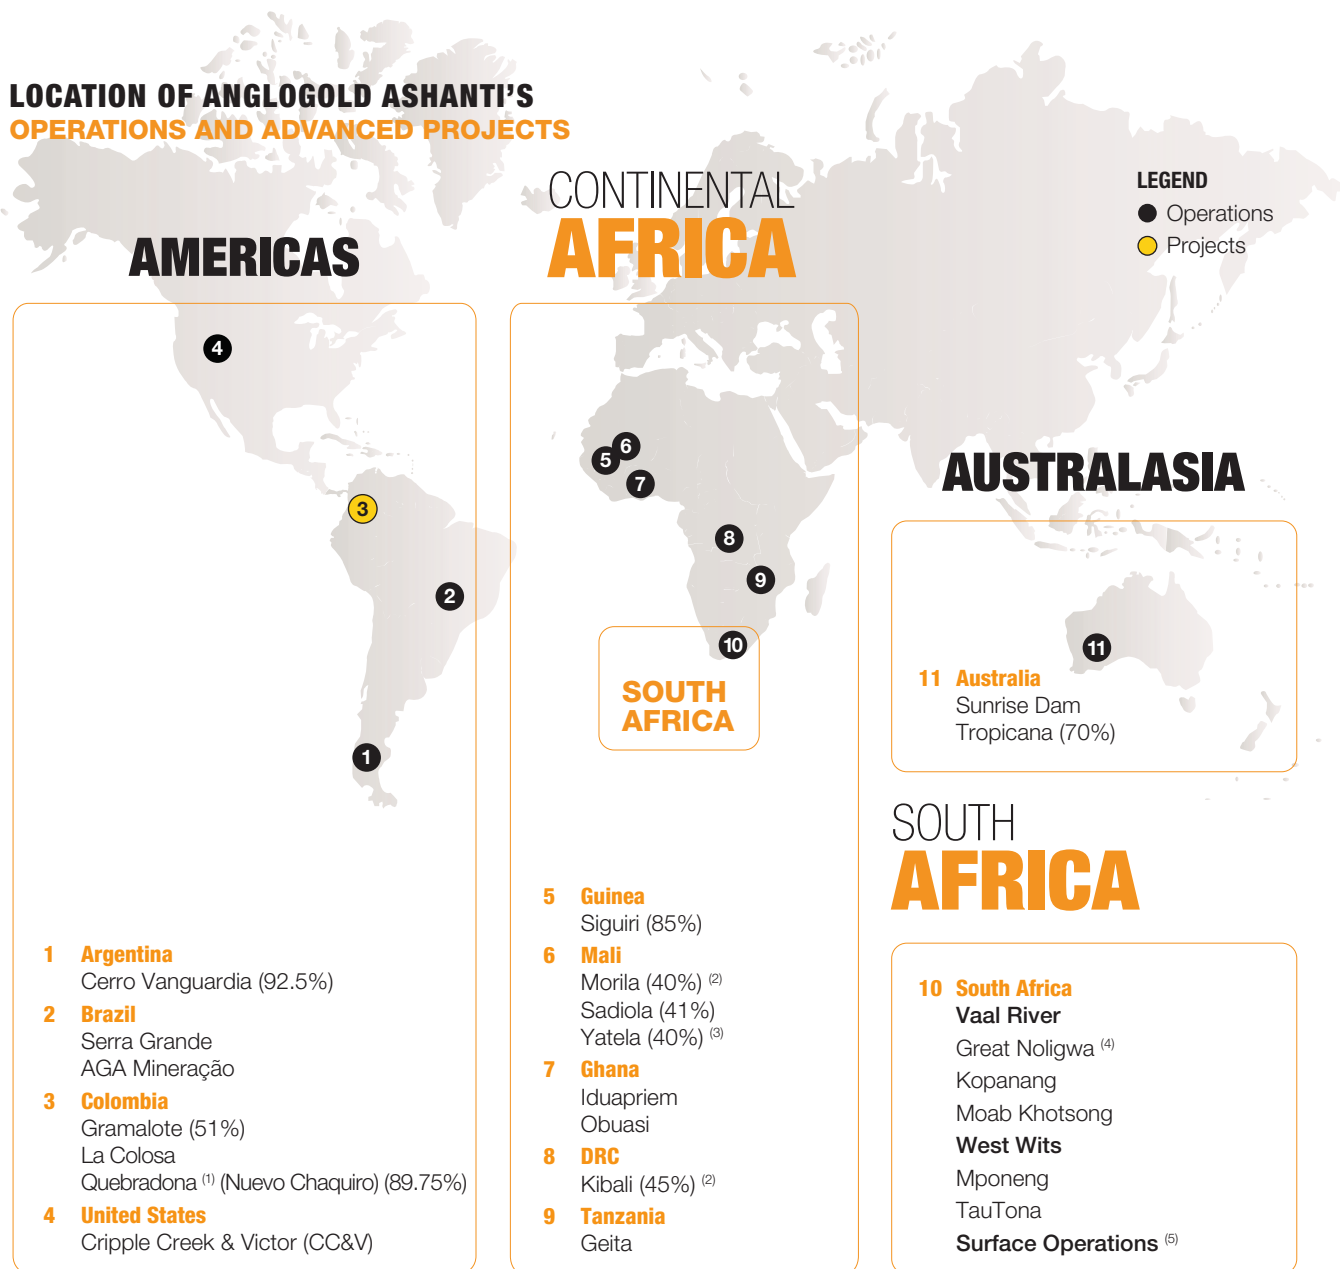 LOCATION OF ANGLOGOLD ASHANTI'S
OPERATIONS AND ADVANCED PROJECTS
LEGEND
Operations
Projects
AMERICAS
4
3
2
1
1 Argentina
Cerro Vanguardia (92.5%)
2 Brazil
Serra Grande
AGA Mineração
3 Colombia
Gramalote (51%)
La Colosa
Quebradona (1) (Nuevo Chaquiro) (89.75%)
4 United States
Cripple Creek & Victor (CC&V)
CONTINENTAL
AFRICA
6
5
7
8
9
10
SOUTH
AFRICA
5 Guinea
Siguiri (85%)
6 Mali
Morila (40%) (2)
Sadiola (41%)
Yatela (40%) (3)
7 Ghana
Iduapriem
Obuasi
8 DRC
Kibali (45%) (2)
9 Tanzania
Geita
AUSTRALASIA
11
11 Australia
Sunrise Dam
Tropicana (70%)
SOUTH
AFRICA
10 South Africa
Vaal River
Great Noligwa (4)
Kopanang
Moab Khotsong
West Wits
Mponeng
TauTona
Surface Operations (5)